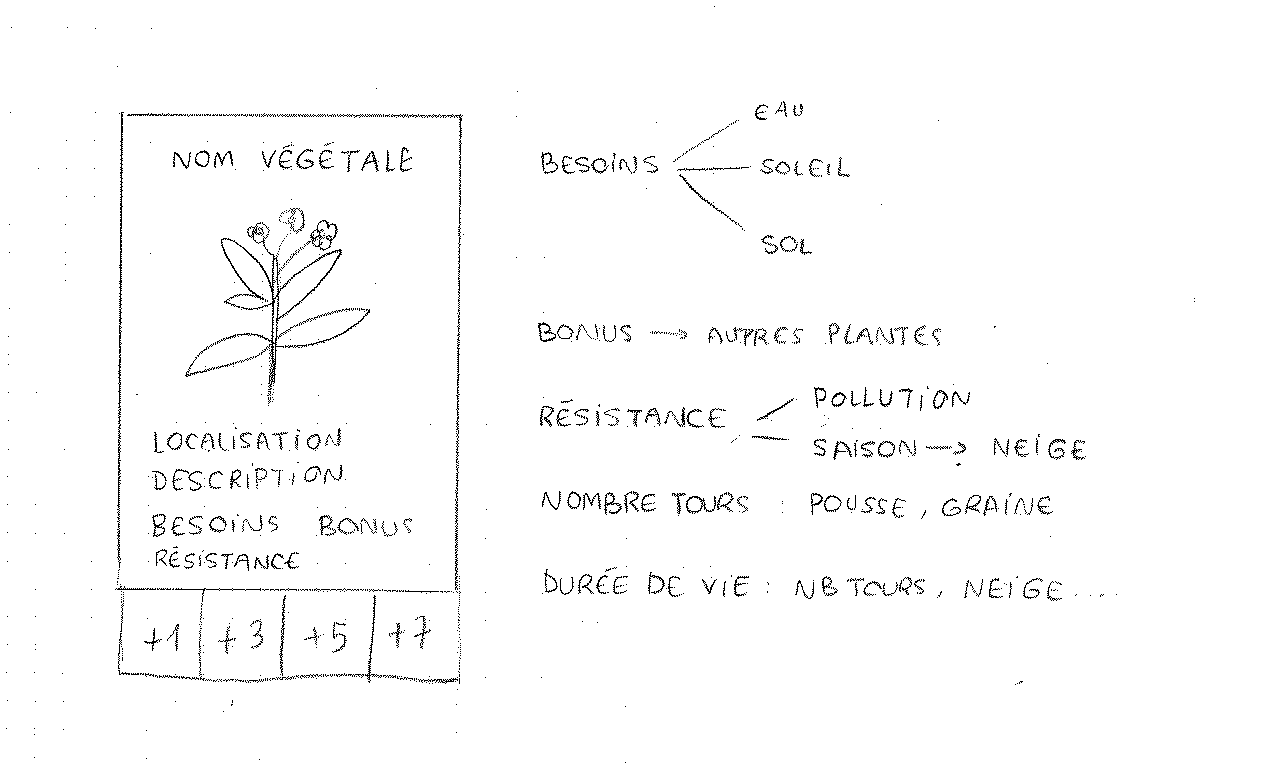 NOM VÉGÉTALE
LOCALISATION
DESCRIPTION
BESOINS BONUS
RÉSISTANCE
+1 +3 +5 +7
EAU
BESOINS
SOLEIL
SOL
BONUS → AUTRES PLANTES
RÉSISTANCE
POLLUTION
SAISON → NEIGE
NOMBRE TOURS : POUSSE, GRAINE
DURÉE DE VIE : NB TOURS, NEIGE....